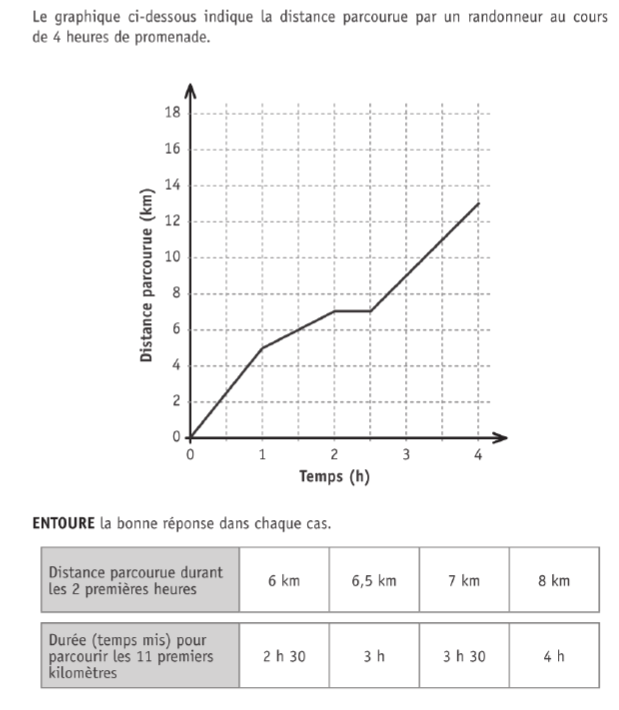 Le graphique ci-dessous indique la distance parcourue par un randonneur au cours
de 4 heures de promenade.
18
16
14
12
10
8
6
4
2
0
Distance parcourue (km)
0 1 2 3 4
Temps (h)
ENTOURE la bonne réponse dans chaque cas.
Distance parcourue durant
les 2 premières heures
6 km 6,5 km 7 km 8 km
Durée (temps mis) pour
parcourir les 11 premiers
kilomètres
2 h 30 3 h 3 h 30 4 h